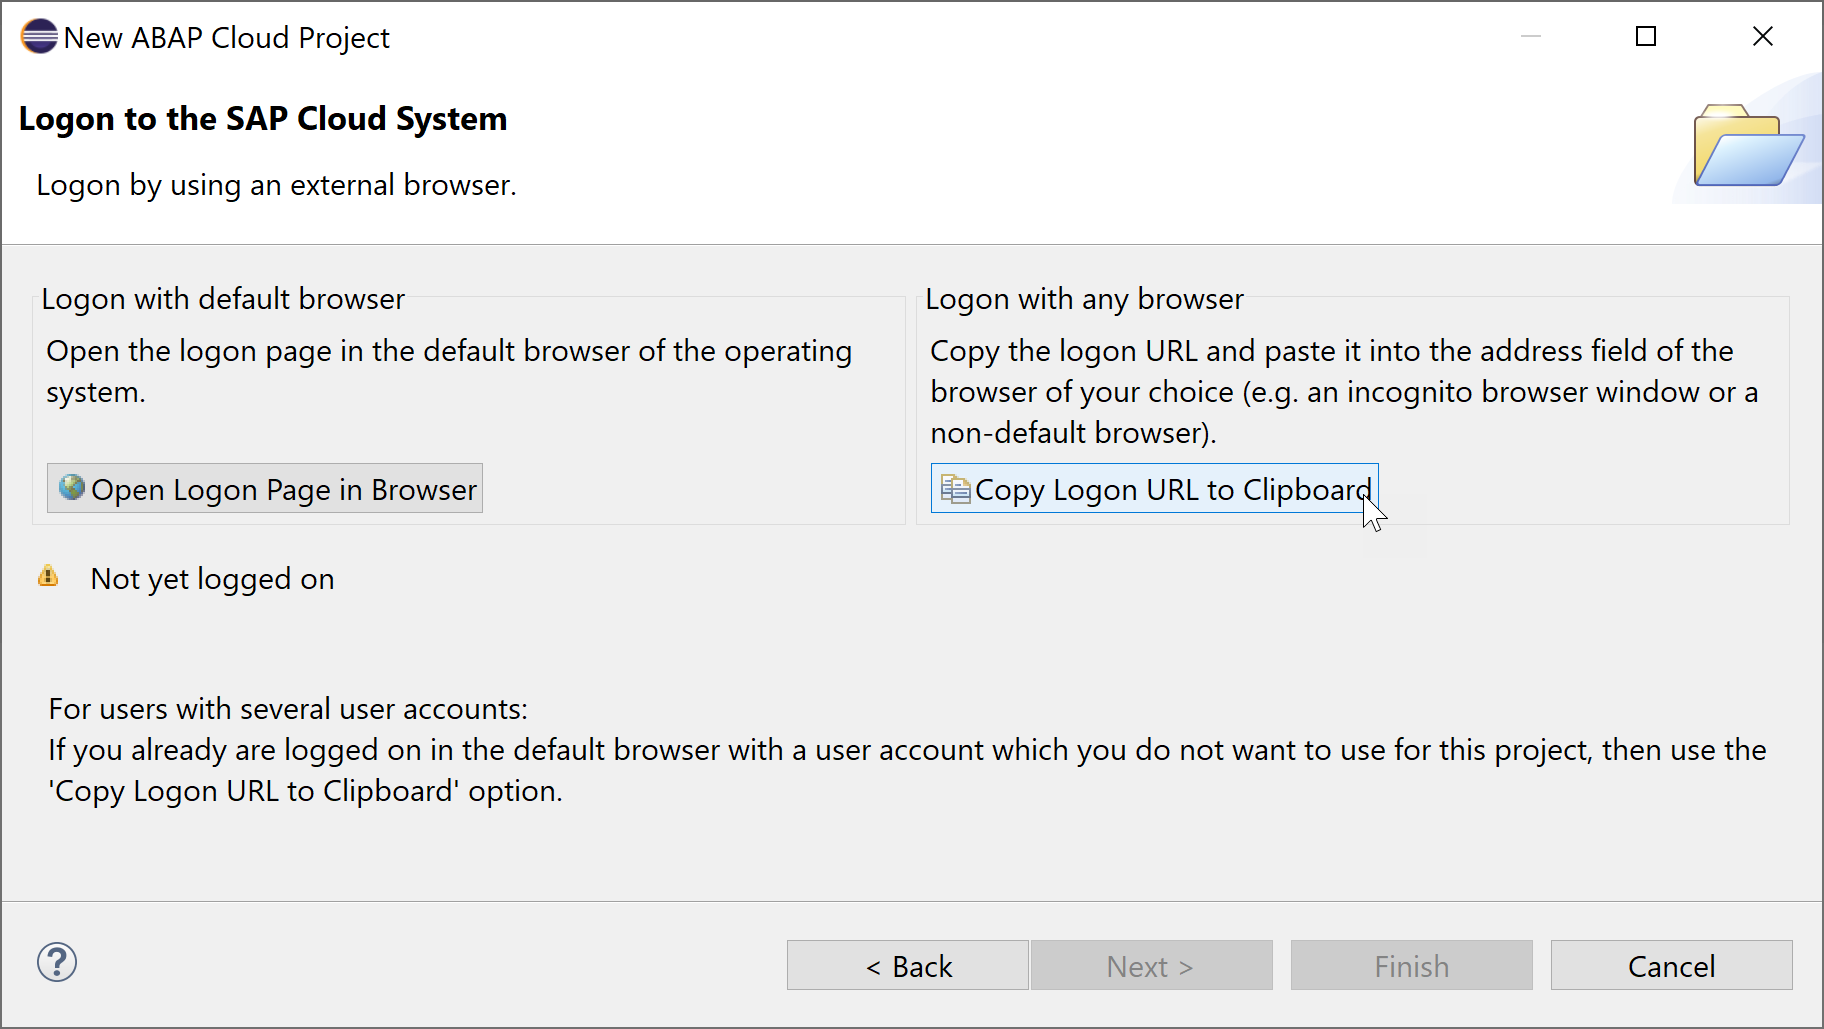 New ABAP Cloud Project
Logon to the SAP Cloud System
Logon by using an external browser.
Logon with default browser
Open the logon page in the default browser of the operating
system.
Open Logon Page in Browser
Logon with any browser
Copy the logon URL and paste it into the address field of the
browser of your choice (e.g. an incognito browser window or a
non-default browser).
Copy Logon URL to Clipboard
Not yet logged on
For users with several user accounts:
If you already are logged on in the default browser with a user account which you do not want to use for this project, then use the
'Copy Logon URL to Clipboard' option.
?
< Back
Next >
Finish
Cancel